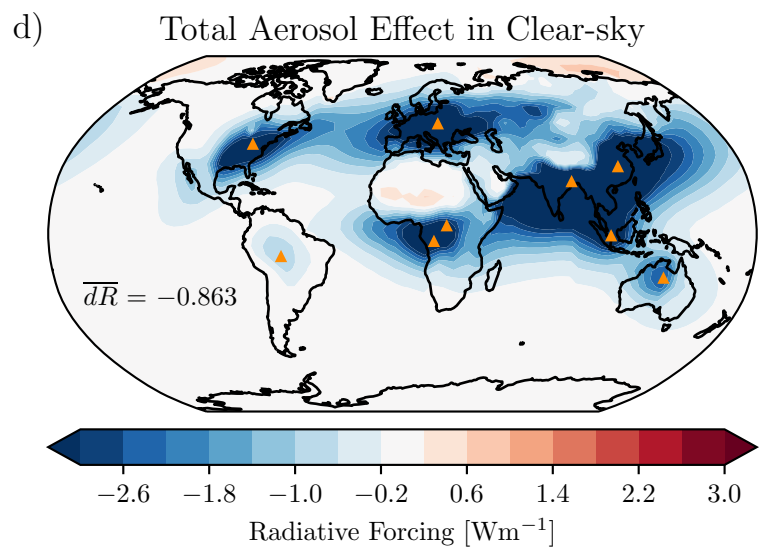 d)
Total Aerosol Effect in Clear-sky
dR = −0.863
−2.6 −1.8 −1.0 −0.2 0.6 1.4 2.2 3.0
Radiative Forcing [Wm⁻¹]